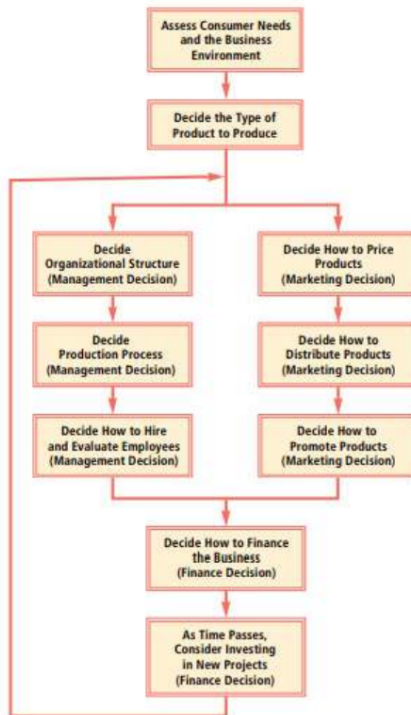 Assess Consumer Needs
and the Business
Environment
Decide the Type of
Product to Produce
Decide
Organizational Structure
(Management Decision)
Decide
Production Process
(Management Decision)
Decide How to Hire
and Evaluate Employees
(Management Decision)
Decide How to Price
Products
(Marketing Decision)
Decide How to
Distribute Products
(Marketing Decision)
Decide How to
Promote Products
(Marketing Decision)
Decide How to Finance
the Business
(Finance Decision)
As Time Passes,
Consider Investing
in New Projects
(Finance Decision)